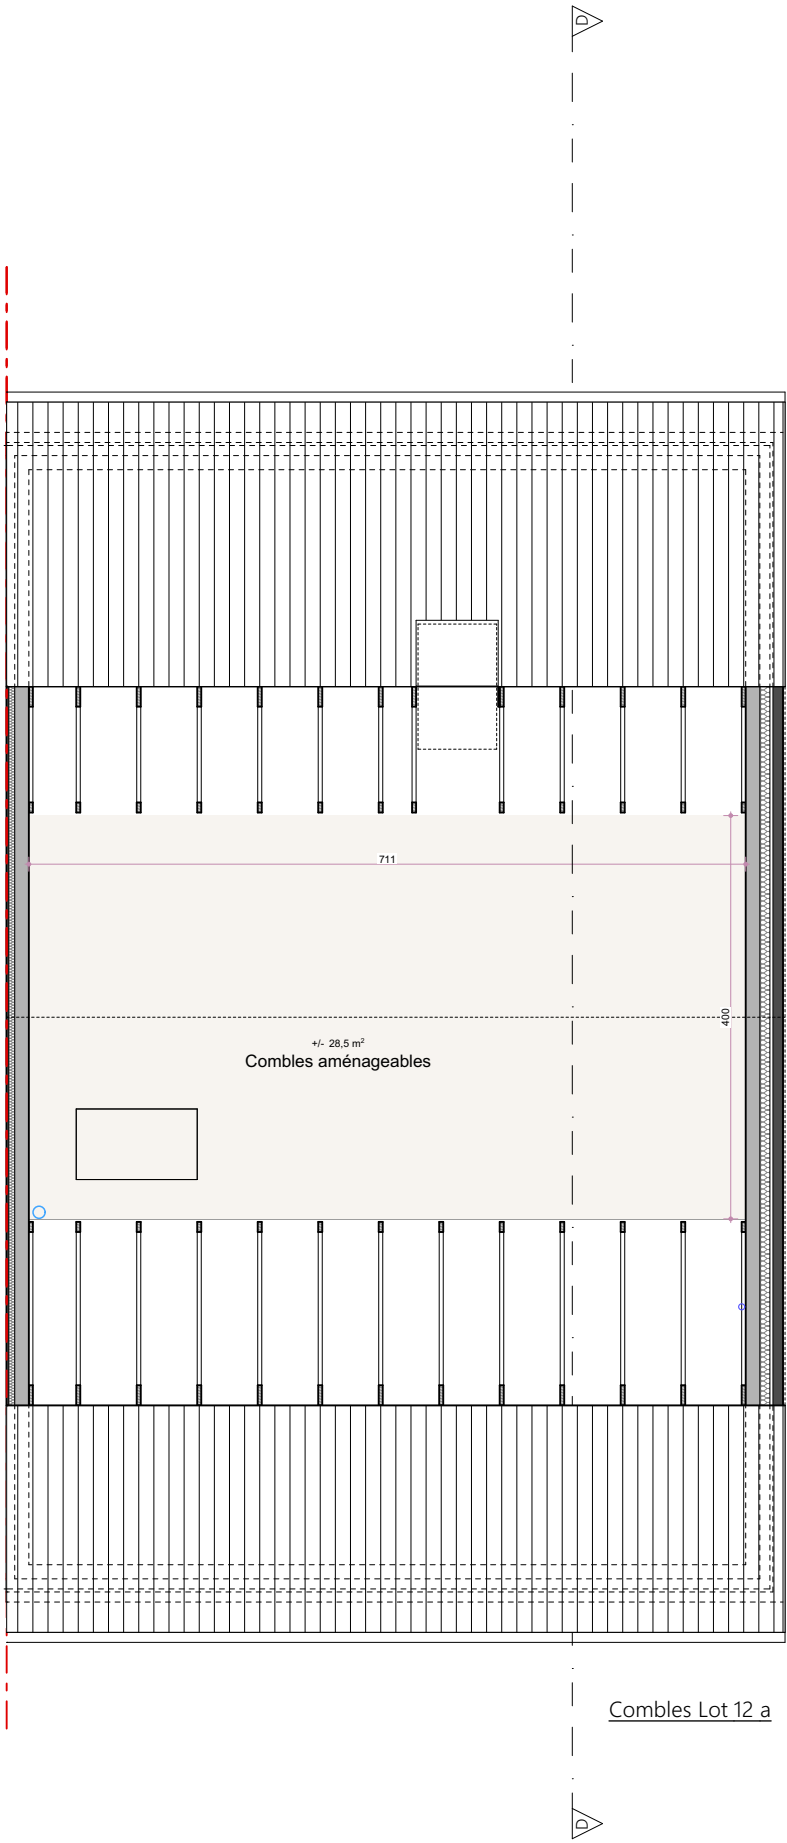 D
711
400
+/- 28,5 m²
Combles aménageables
Combles Lot 12 a
D